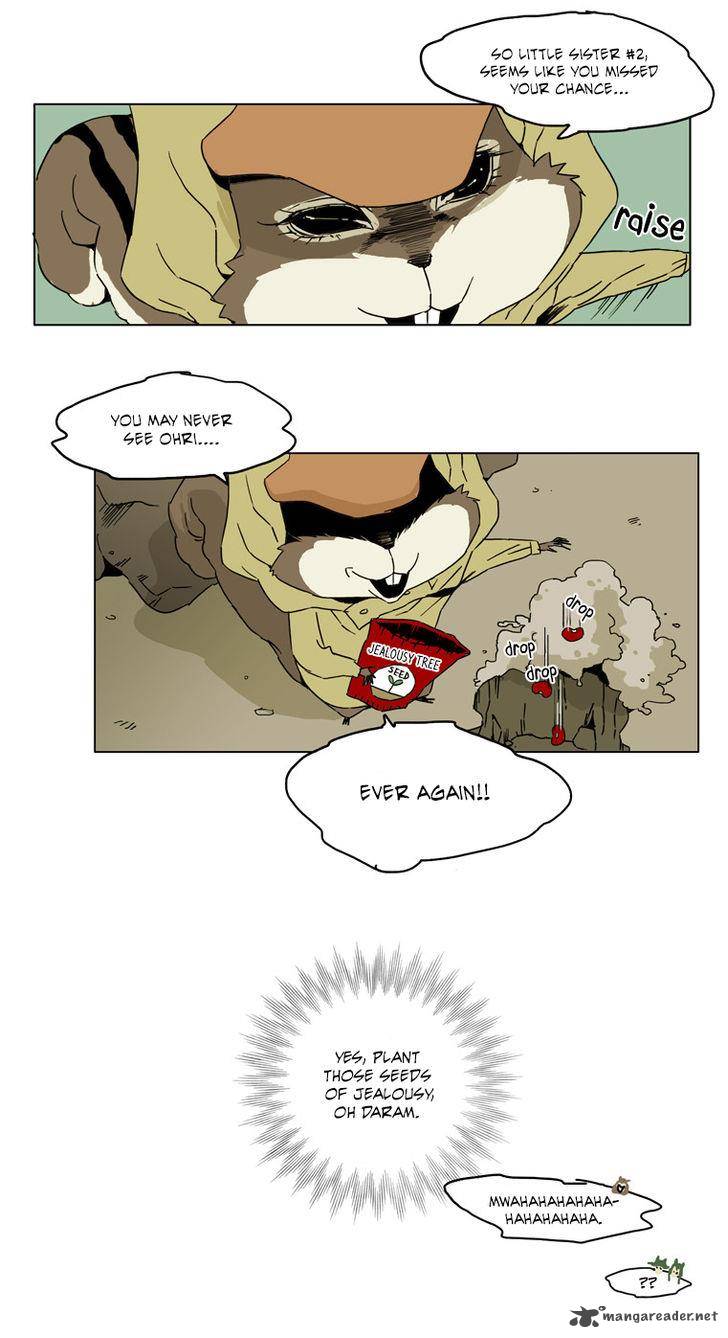 SO LITTLE SISTER #2,
SEEMS LIKE YOU MISSED
YOUR CHANCE...
raise
YOU MAY NEVER
SEE OHRI....
JEALOUSY TREE
SEED
drop
drop
drop
EVER AGAIN!!
YES, PLANT
THOSE SEEDS
OF JEALOUSY,
OH DARAM.
MWAHAHAHAHAHA-
HAHAHAHAHA.
??
mangareader.net